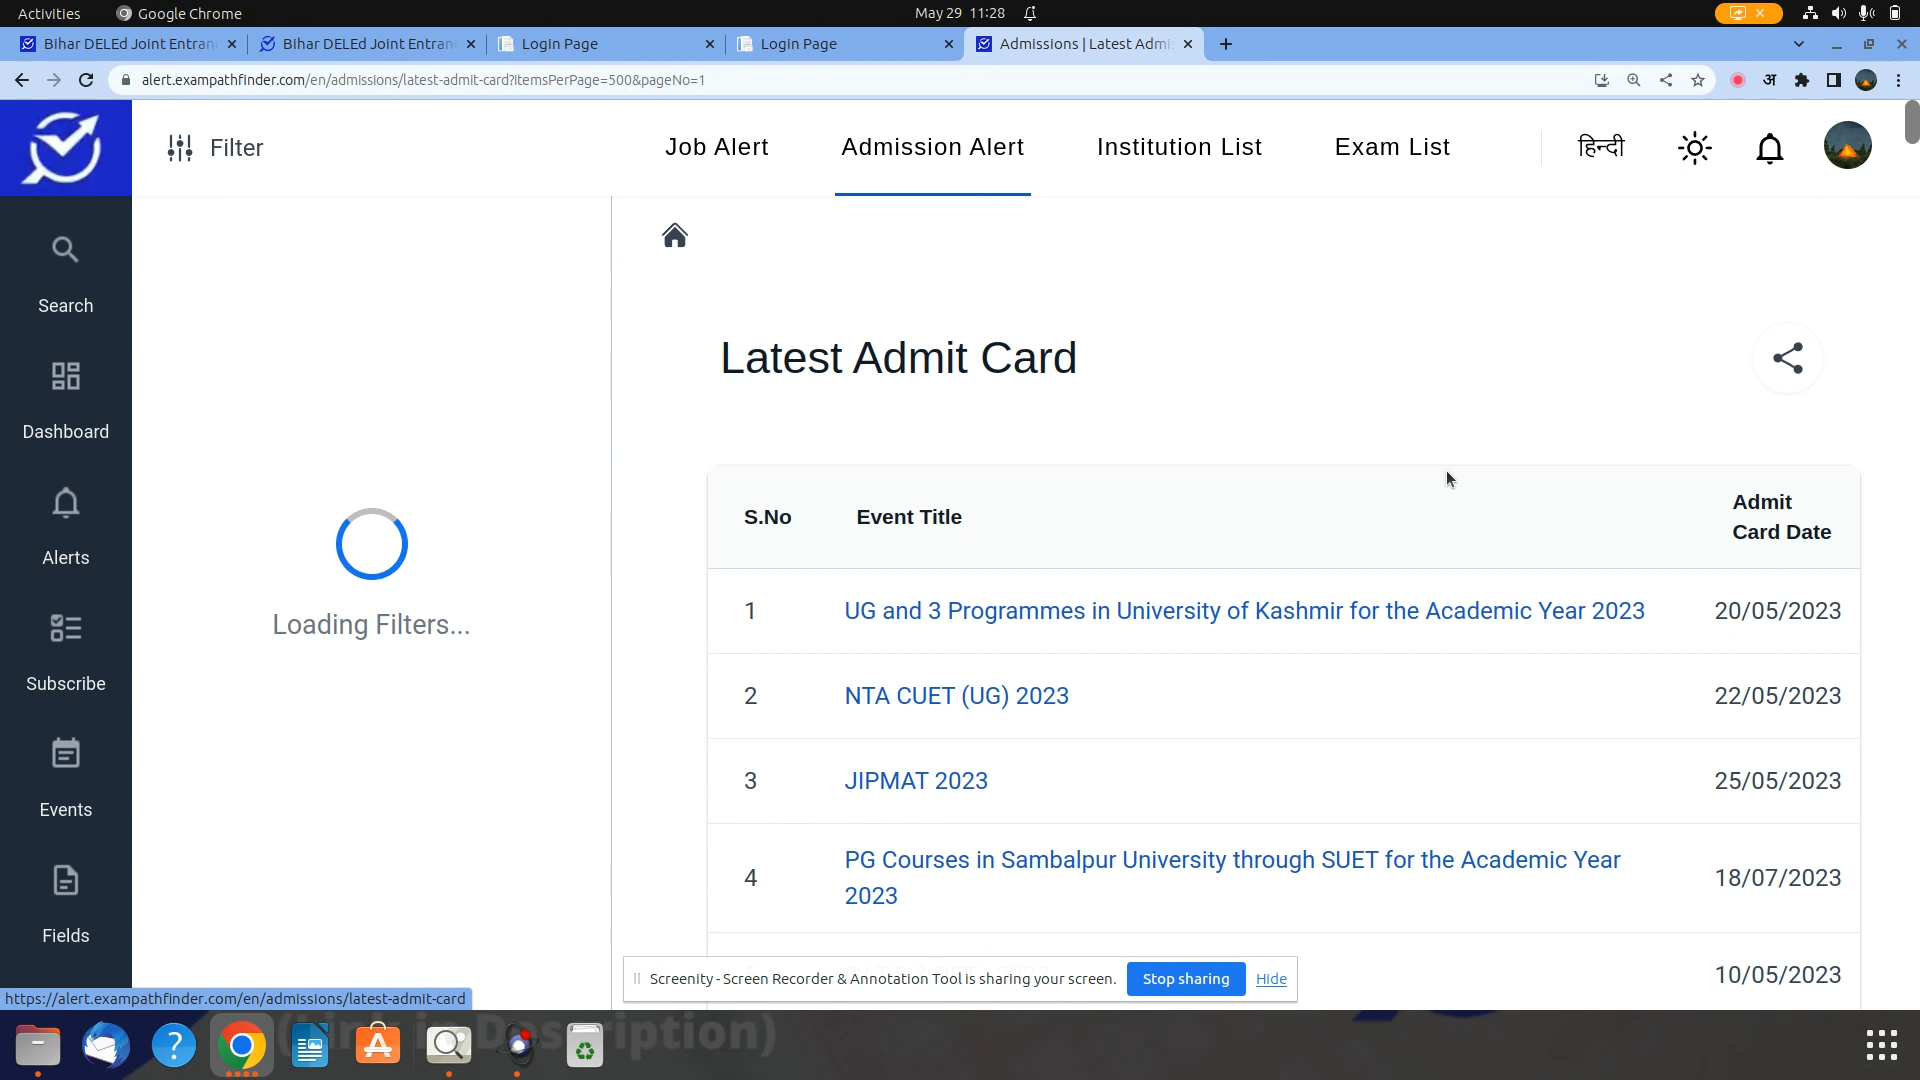 Activities
Google Chrome
May 29 11:28
Bihar DELEd Joint Entran
Bihar DELEd Joint Entran
Login Page
Login Page
Admissions | Latest Admi
alert.exampathfinder.com/en/admissions/latest-admit-card?itemsPerPage=500&pageNo=1
अ
Filter
Job Alert
Admission Alert
Institution List
Exam List
हिन्दी
Search
Dashboard
Alerts
Subscribe
Events
Fields
Loading Filters...
Latest Admit Card
S.No
Event Title
Admit
Card Date
1
UG and 3 Programmes in University of Kashmir for the Academic Year 2023
20/05/2023
2
NTA CUET (UG) 2023
22/05/2023
3
JIPMAT 2023
25/05/2023
4
PG Courses in Sambalpur University through SUET for the Academic Year
2023
18/07/2023
10/05/2023
Screenity - Screen Recorder & Annotation Tool is sharing your screen.
Stop sharing
Hide
https://alert.exampathfinder.com/en/admissions/latest-admit-card